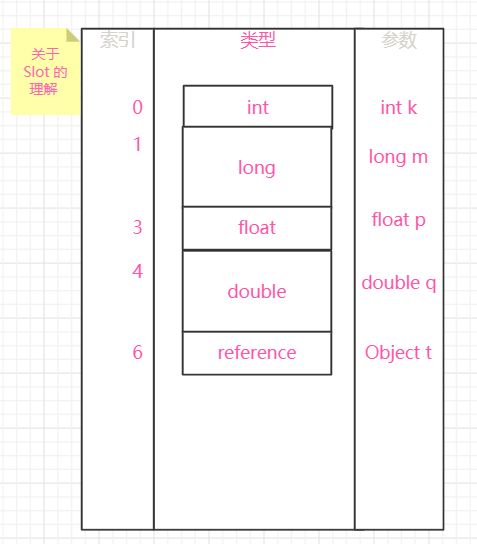 关于
Slot 的
理解
索引 类型 参数
0 int int k
1 long long m
3 float float p
4 double double q
6 reference Object t